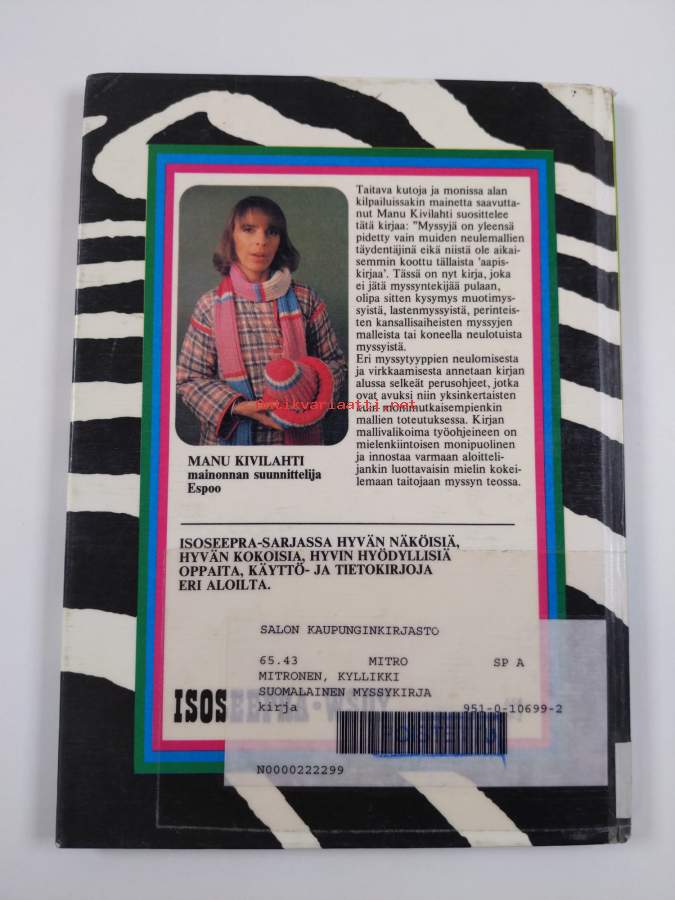 Taitava kutoja ja monissa alan
kilpailuissakin mainetta saavutta-
nut Manu Kivilahti suosittelee
tätä kirjaa: "Myssyjä on yleensä
pidetty vain muiden neulemallien
täydentäjinä eikä niistä ole aikai-
semmin koottu tällaista 'aapis-
kirjaa'. Tässä on nyt kirja, joka
ei jätä myssyntekijää pulaan,
olipa sitten kysymys muotimys-
syistä, lastenmyssyistä, perinteis-
ten kansallisaiheisten myssyjen
malleista tai koneella neulotuista
myssyistä.
Eri myssytyyppien neulomisesta
ja virkkaamisesta annetaan kirjan
alussa selkeät perusohjeet, jotka
ovat avuksi niin yksinkertaisten
kuin monimutkaisempienkin
mallien toteutuksessa. Kirjan
mallivalikoima työohjeineen on
mielenkiintoisen monipuolinen
ja innostaa varmaan aloitteli-
jankin luottavaisin mielin kokei-
lemaan taitojaan myssyn teossa.
antikvariaatti.net
MANU KIVILAHTI
mainonnan suunnittelija
Espoo
ISOSEEPRA-SARJASSA HYVÄN NÄKÖISIÄ,
HYVÄN KOKOISIA, HYVIN HYÖDYLLISIÄ
OPPAITA, KÄYTTÖ- JA TIETOKIRJOJA
ERI ALOILTA.
SALON KAUPUNGINKIRJASTO
65.43 MITRO SP A
MITRONEN, KYLLIKKI
SUOMALAINEN MYSSYKIRJA
kirja 951-0-10699-2
ISOSEEPRA • WSOY
N0000222299